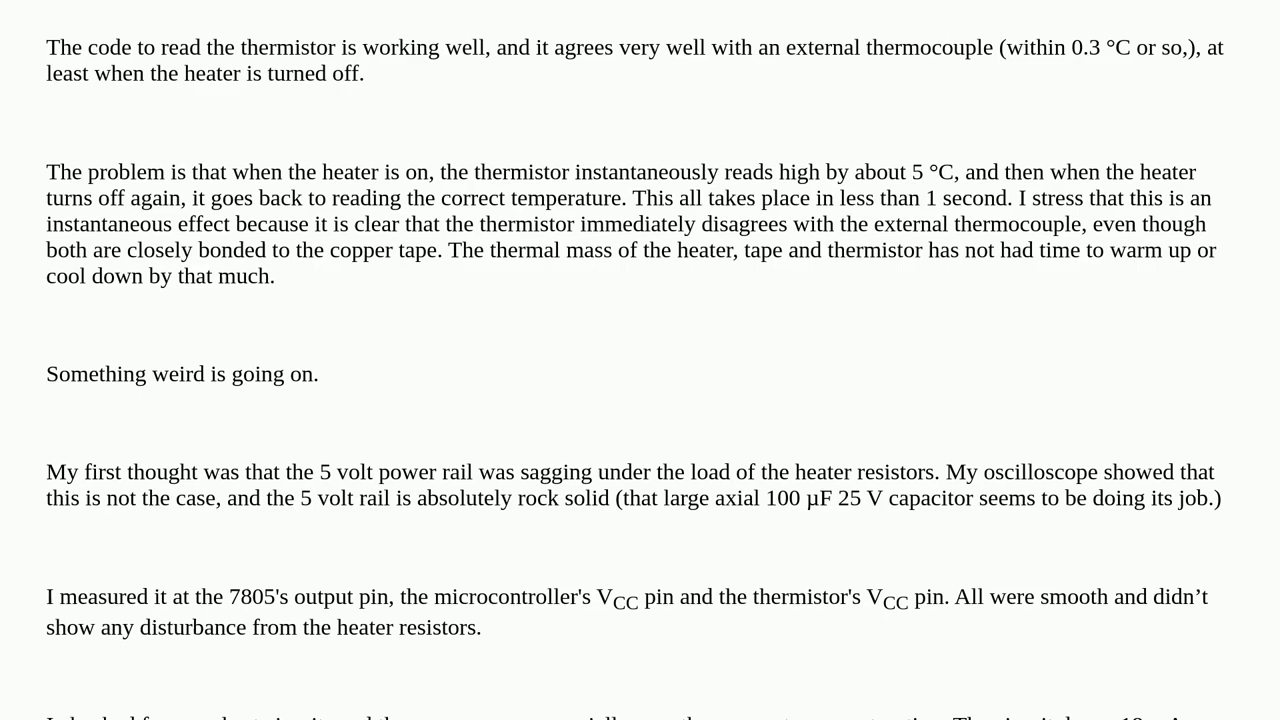 The code to read the thermistor is working well, and it agrees very well with an external thermocouple (within 0.3 °C or so,), at
least when the heater is turned off.
The problem is that when the heater is on, the thermistor instantaneously reads high by about 5 °C, and then when the heater
turns off again, it goes back to reading the correct temperature. This all takes place in less than 1 second. I stress that this is an
instantaneous effect because it is clear that the thermistor immediately disagrees with the external thermocouple, even though
both are closely bonded to the copper tape. The thermal mass of the heater, tape and thermistor has not had time to warm up or
cool down by that much.
Something weird is going on.
My first thought was that the 5 volt power rail was sagging under the load of the heater resistors. My oscilloscope showed that
this is not the case, and the 5 volt rail is absolutely rock solid (that large axial 100 µF 25 V capacitor seems to be doing its job.)
I measured it at the 7805's output pin, the microcontroller's VCC pin and the thermistor's VCC pin. All were smooth and didn’t
show any disturbance from the heater resistors.